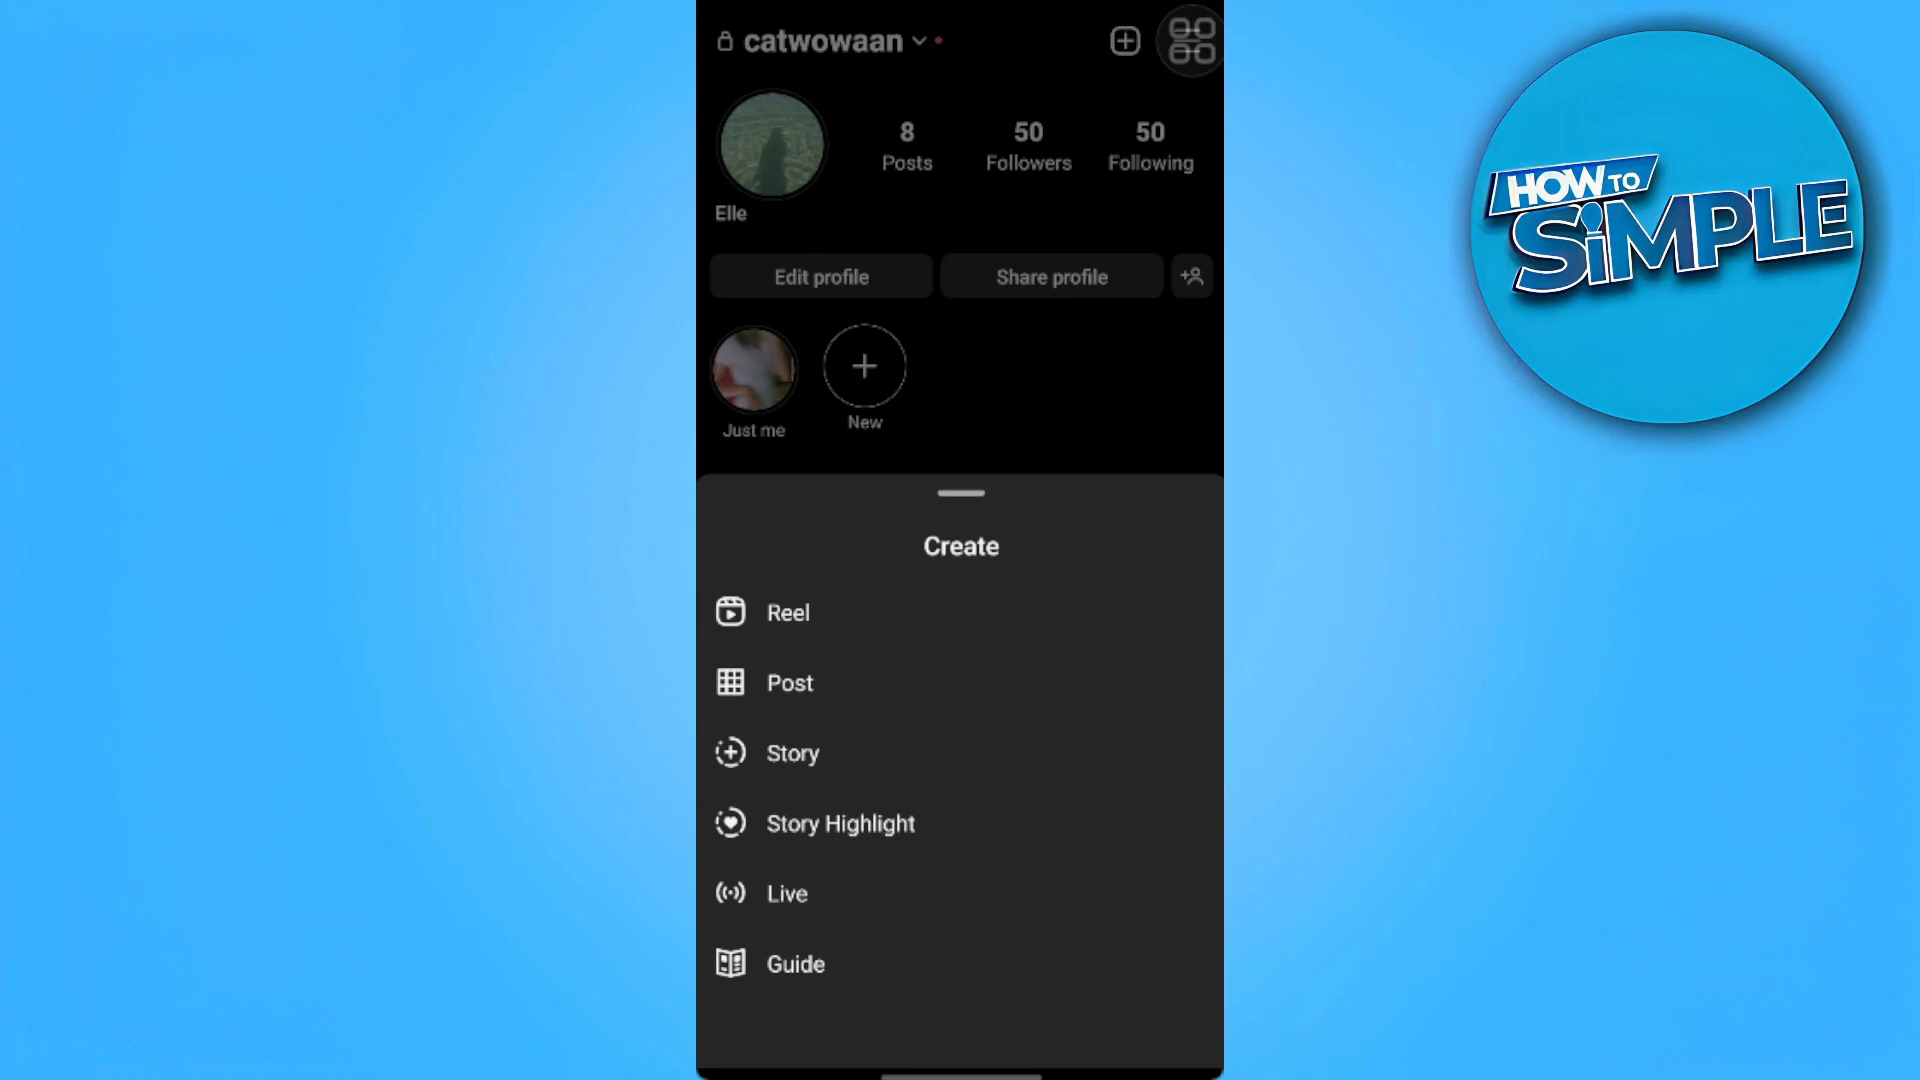 catwowaan
8
Posts
50
Followers
50
Following
Elle
Edit profile
Share profile
Just me
New
Create
Reel
Post
Story
Story Highlight
Live
Guide
HOW TO
SiMPLE